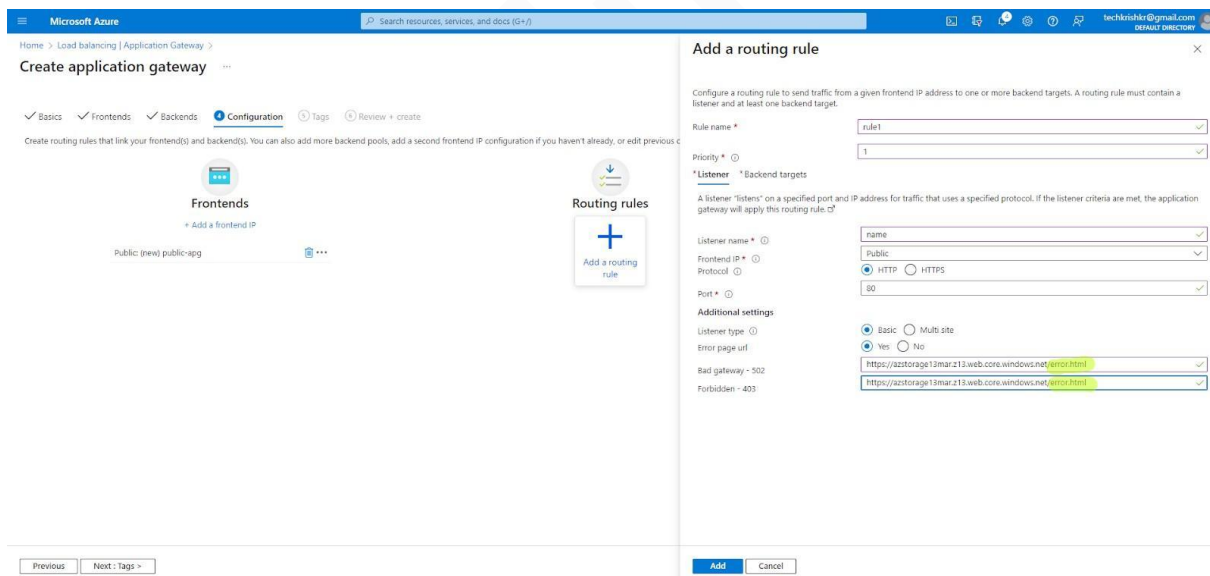 Microsoft Azure
Search resources, services, and docs (G+/)
techkrishkr@gmail.com
DEFAULT DIRECTORY
Home > Load balancing | Application Gateway >
Create application gateway ...
Basics Frontends Backends 4 Configuration 5 Tags 6 Review + create
Create routing rules that link your frontend(s) and backend(s). You can also add more backend pools, add a second frontend IP configuration if you haven't already, or edit previous c
Frontends
+ Add a frontend IP
Public: (new) public-apg
Routing rules
Add a routing
rule
Previous Next : Tags >
Add a routing rule
Configure a routing rule to send traffic from a given frontend IP address to one or more backend targets. A routing rule must contain a
listener and at least one backend target.
Rule name * rule1
Priority * 1
* Listener * Backend targets
A listener "listens" on a specified port and IP address for traffic that uses a specified protocol. If the listener criteria are met, the application
gateway will apply this routing rule.
Listener name * name
Frontend IP * Public
Protocol HTTP HTTPS
Port * 80
Additional settings
Listener type Basic Multi site
Error page url Yes No
Bad gateway - 502 https://azstorage13mar.z13.web.core.windows.net/error.html
Forbidden - 403 https://azstorage13mar.z13.web.core.windows.net/error.html
Add Cancel